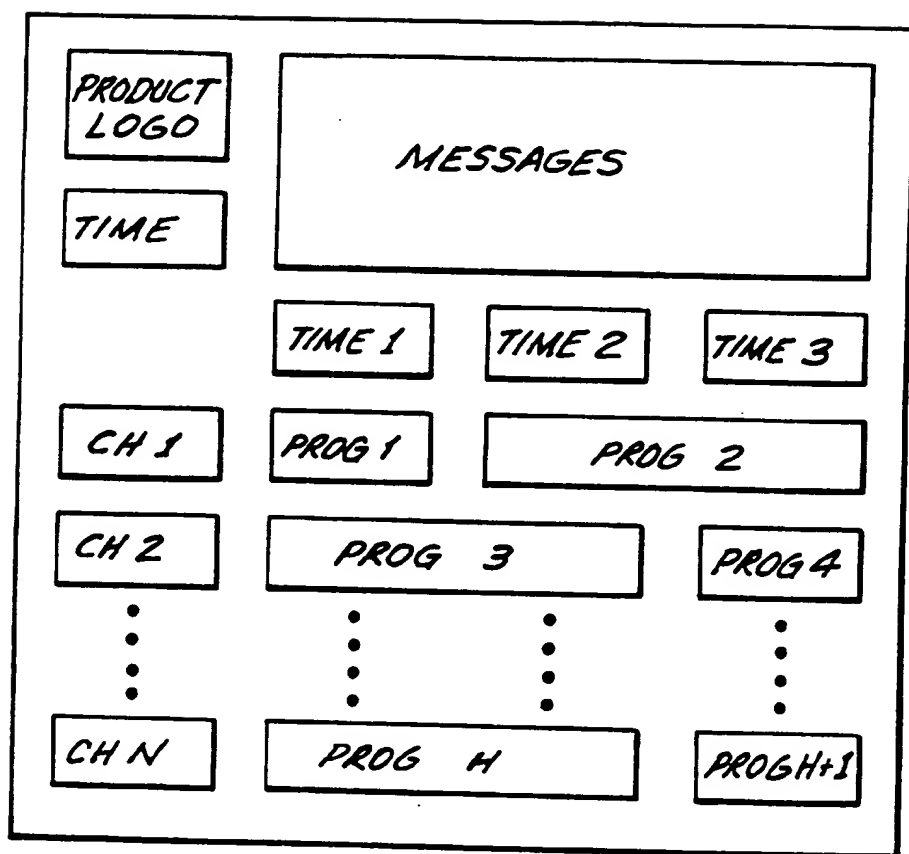 PRODUCT
LOGO
MESSAGES
TIME
TIME 1
TIME 2
TIME 3
CH 1
PROG 1
PROG 2
CH 2
PROG 3
PROG 4
CH N
PROG H
PROG H+1